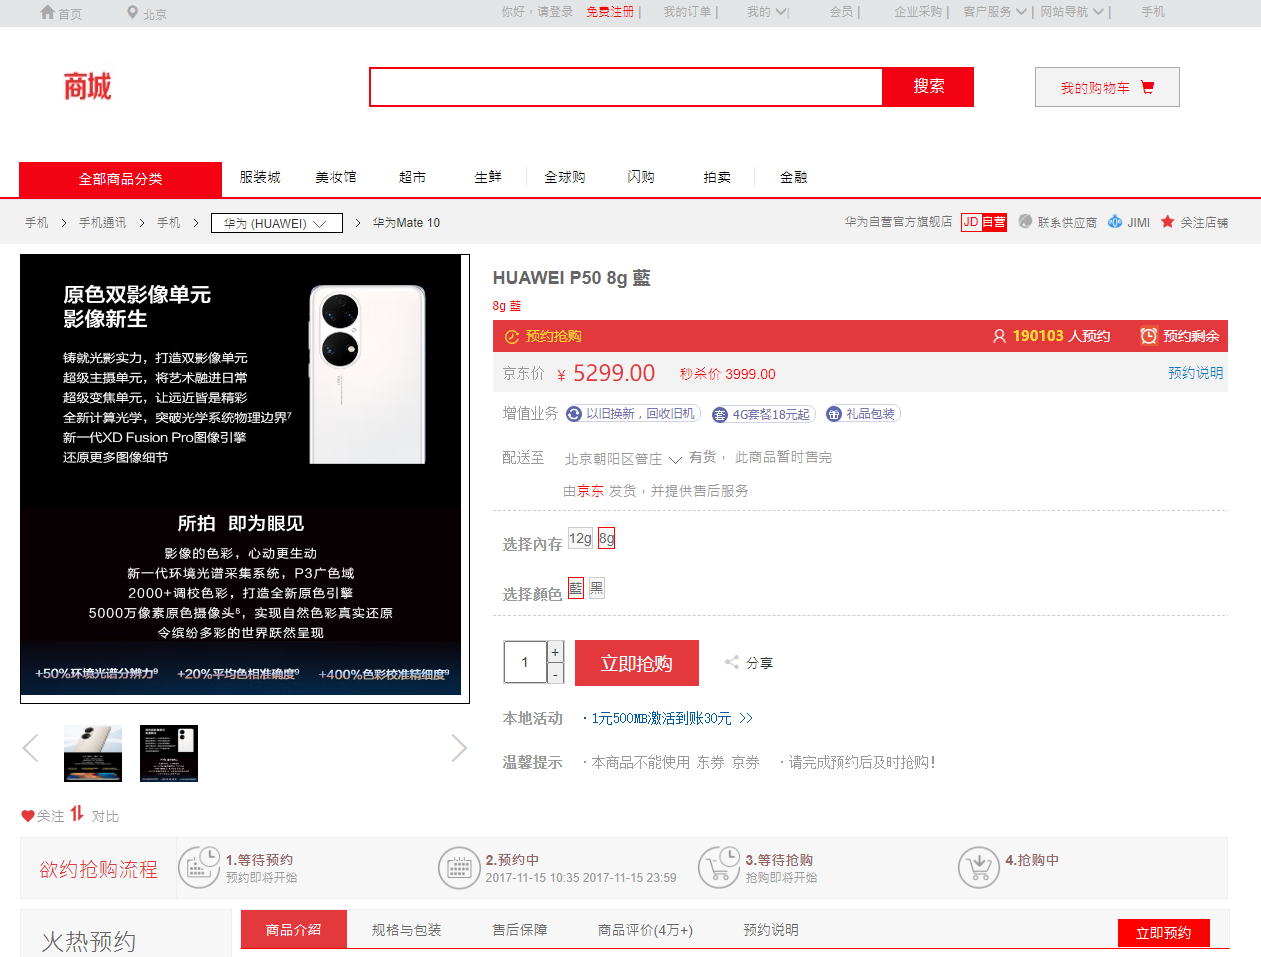 首页 北京 你好，请登录 免费注册 | 我的订单 | 我的 | 会员 | 企业采购 | 客户服务 | 网站导航 | 手机
商城 搜索 我的购物车
全部商品分类 服装城 美妆馆 超市 生鲜 全球购 闪购 拍卖 金融
手机 > 手机通讯 > 手机 > 华为 (HUAWEI) > 华为Mate 10 华为自营官方旗舰店 JD 自营 联系供应商 JIMI 关注店铺
原色双影像单元
影像新生
铸就光影实力，打造双影像单元
超级主摄单元，将艺术融进日常
超级变焦单元，让远近皆是精彩
全新计算光学，突破光学系统物理边界7
新一代XD Fusion Pro图像引擎
还原更多图像细节
所拍 即为眼见
影像的色彩，心动更生动
新一代环境光谱采集系统，P3广色域
2000+调校色彩，打造全新原色引擎
5000万像素原色摄像头8，实现自然色彩真实还原
令缤纷多彩的世界跃然呈现
+50%环境光谱分辨力9 +20%平均色相准确度9 +400%色彩校准精细度9
关注 对比
HUAWEI P50 8g 藍
8g 藍
预约抢购 190103 人预约 预约剩余
京东价 ¥ 5299.00 秒杀价 3999.00 预约说明
增值业务 以旧换新，回收旧机 套 4G套餐18元起 礼品包装
配送至 北京朝阳区管庄 有货， 此商品暂时售完
由京东 发货，并提供售后服务
选择內存 12g 8g
选择顏色 藍 黑
1 + - 立即抢购 分享
本地活动 · 1元500MB激活到账30元 >>
温馨提示 · 本商品不能使用 东券 京券 · 请完成预约后及时抢购！
欲约抢购流程 1.等待预约 2.预约中 3.等待抢购 4.抢购中
预约即将开始 2017-11-15 10:35 2017-11-15 23:59 抢购即将开始
火热预约 商品介紹 规格与包装 售后保障 商品评价(4万+) 预约说明 立即预约